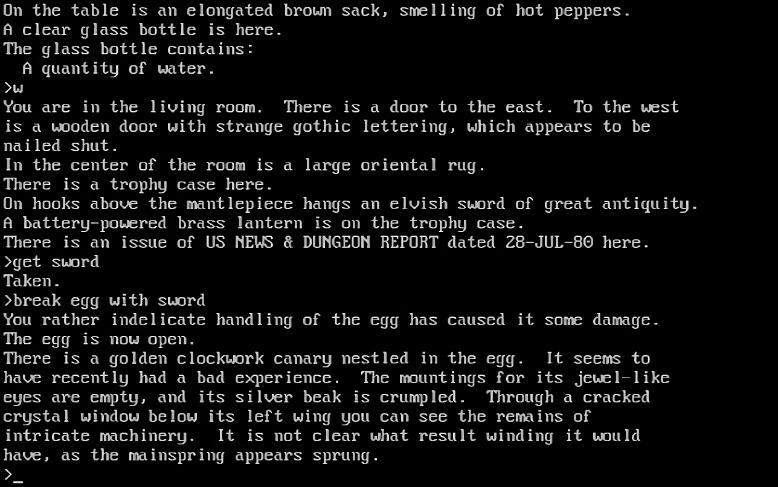 On the table is an elongated brown sack, smelling of hot peppers.
A clear glass bottle is here.
The glass bottle contains:
  A quantity of water.
>w
You are in the living room.  There is a door to the east.  To the west
is a wooden door with strange gothic lettering, which appears to be
nailed shut.
In the center of the room is a large oriental rug.
There is a trophy case here.
On hooks above the mantlepiece hangs an elvish sword of great antiquity.
A battery-powered brass lantern is on the trophy case.
There is an issue of US NEWS & DUNGEON REPORT dated 28-JUL-80 here.
>get sword
Taken.
>break egg with sword
You rather indelicate handling of the egg has caused it some damage.
The egg is now open.
There is a golden clockwork canary nestled in the egg.  It seems to
have recently had a bad experience.  The mountings for its jewel-like
eyes are empty, and its silver beak is crumpled.  Through a cracked
crystal window below its left wing you can see the remains of
intricate machinery.  It is not clear what result winding it would
have, as the mainspring appears sprung.
>_